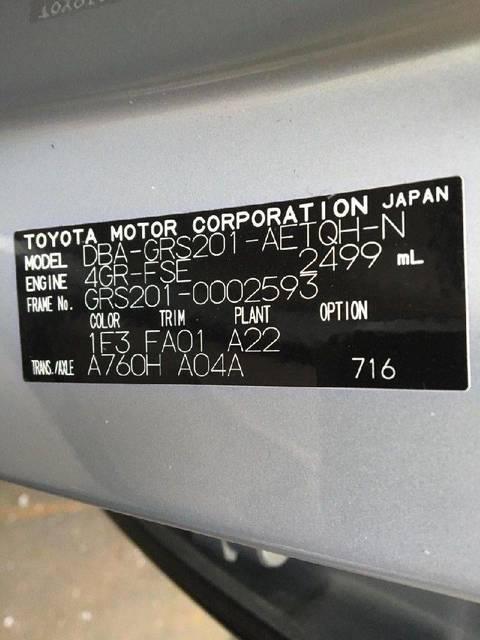 TOYOTA MOTOR CORPORATION JAPAN
MODEL DBA-GRS201-AETQH-N
ENGINE 4GR-FSE 2499 mL
FRAME No. GRS201-0002593
COLOR TRIM PLANT OPTION
1E3 FA01 A22
TRANS./AXLE A760H A04A 716